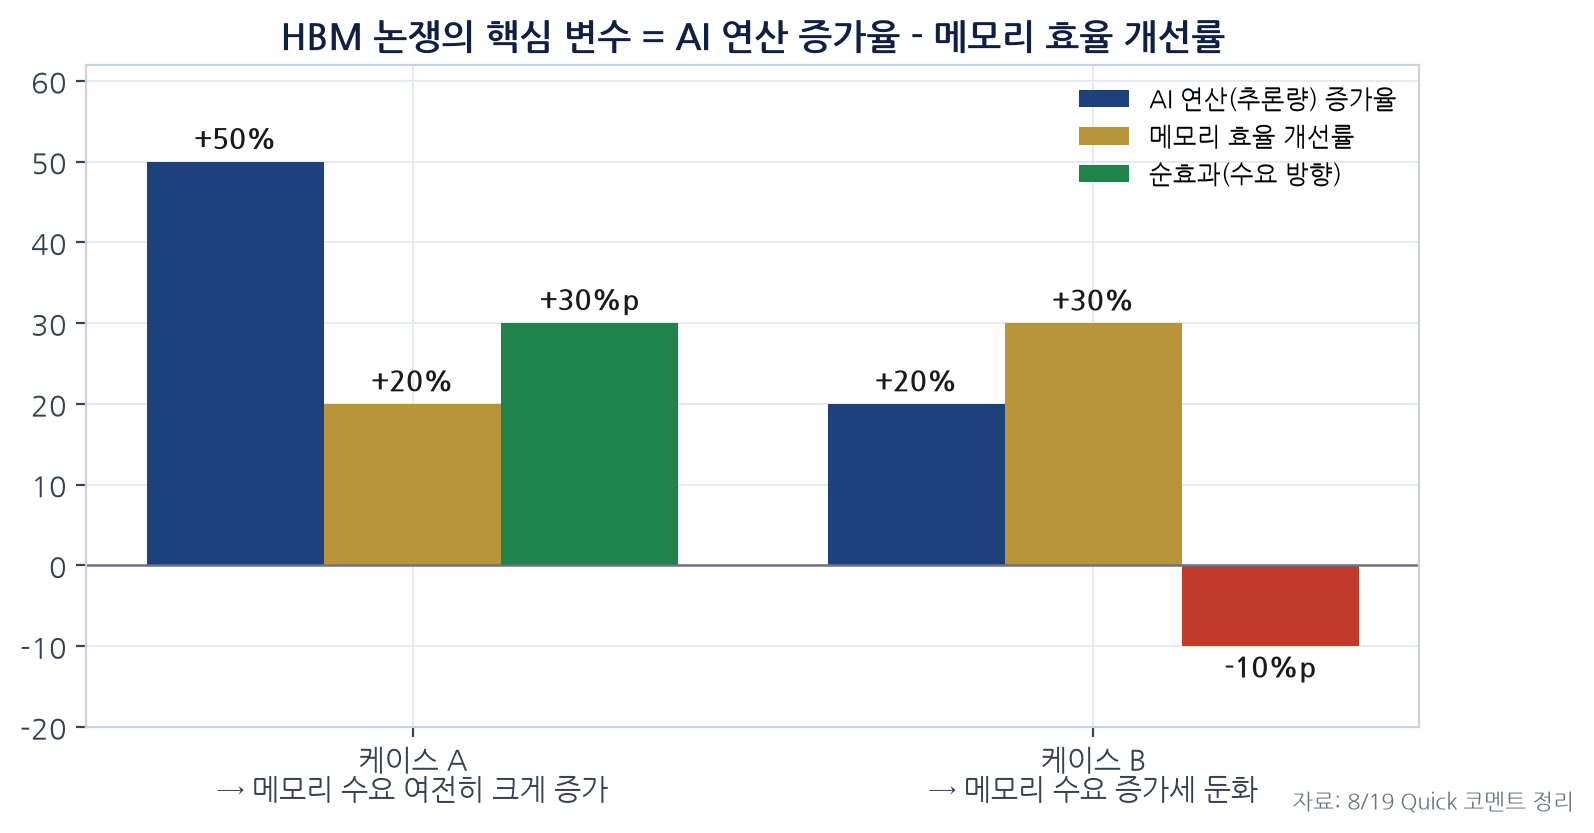 HBM 논쟁의 핵심 변수 = AI 연산 증가율 - 메모리 효율 개선률
AI 연산(추론량) 증가율
메모리 효율 개선률
순효과(수요 방향)
60
50
40
30
20
10
0
-10
-20
+50%
+20%
+30%p
+20%
+30%
-10%p
케이스 A
→ 메모리 수요 여전히 크게 증가
케이스 B
→ 메모리 수요 증가세 둔화
자료: 8/19 Quick 코멘트 정리